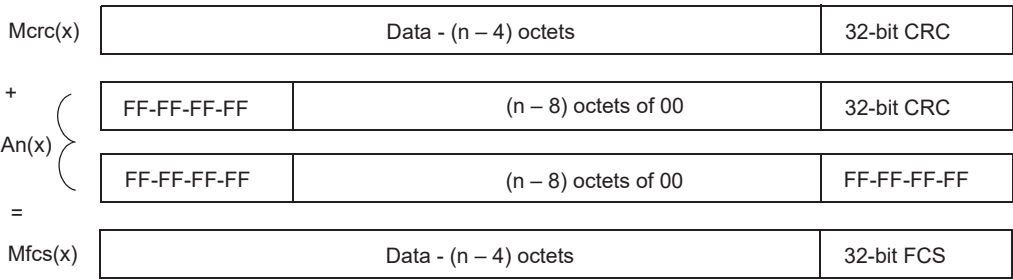 Mcrc(x) Data - (n – 4) octets 32-bit CRC
+
FF-FF-FF-FF (n – 8) octets of 00 32-bit CRC
An(x)
FF-FF-FF-FF (n – 8) octets of 00 FF-FF-FF-FF
=
Mfcs(x) Data - (n – 4) octets 32-bit FCS